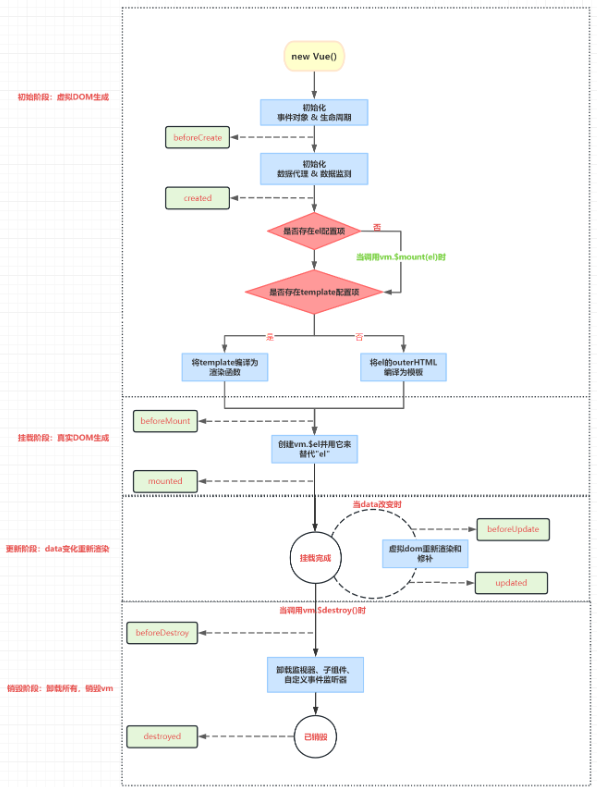 new Vue()
初始阶段：虚拟DOM生成
初始化
事件对象 & 生命周期
beforeCreate
初始化
数据代理 & 数据监测
created
是否存在el配置项
否
当调用vm.$mount(el)时
是否存在template配置项
是
否
将template编译为
渲染函数
将el的outerHTML
编译为模板
beforeMount
挂载阶段：真实DOM生成
创建vm.$el并用它来
替代"el"
mounted
当data改变时
beforeUpdate
更新阶段：data变化重新渲染
挂载完成
虚拟dom重新渲染和
修补
updated
当调用vm.$destroy()时
beforeDestroy
卸载监视器、子组件、
自定义事件监听器
销毁阶段：卸载所有，销毁vm
destroyed
已销毁